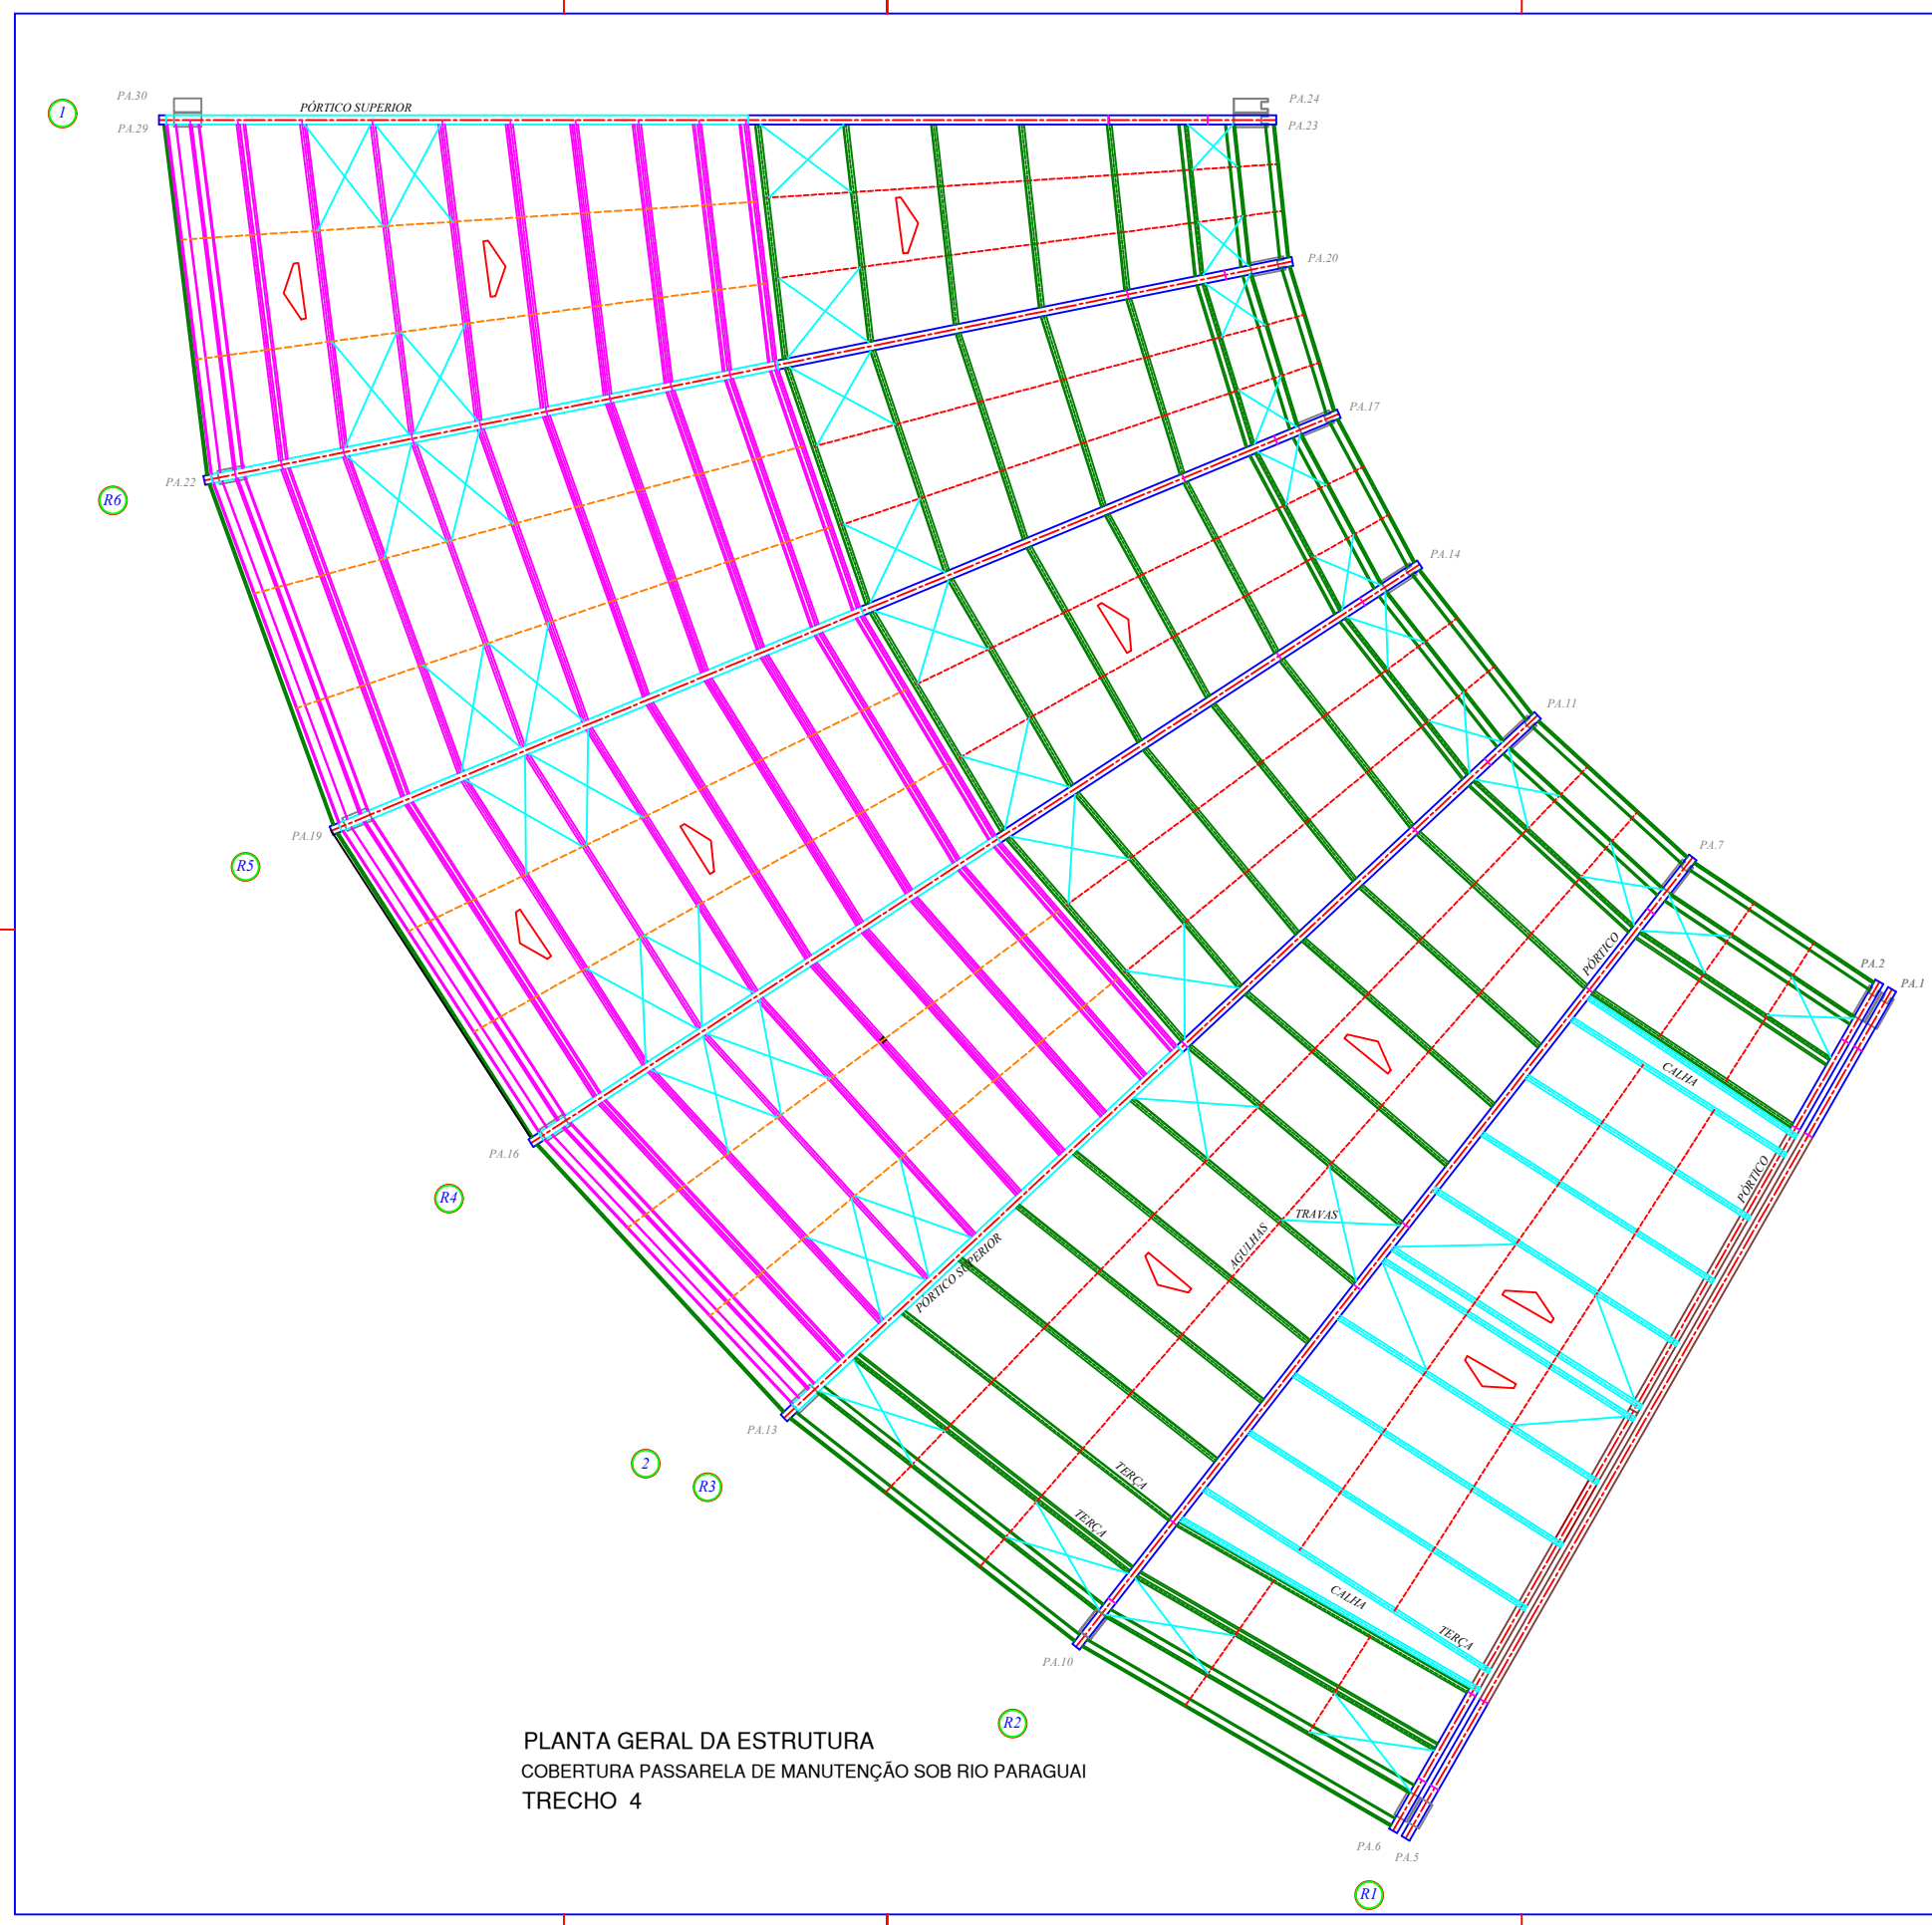 PA.30
PÓRTICO SUPERIOR
PA.24
1
PA.29
PA.23
PA.20
PA.17
PA.22
R6
PA.14
PA.11
PA.19
PA.7
R5
PÓRTICO
PA.2
PA.1
CALHA
PA.16
PÓRTICO
R4
TRAVAS
AGULHAS
PÓRTICO SUPERIOR
PA.13
2
R3
TERÇA
TERÇA
CALHA
TERÇA
PA.10
R2
PLANTA GERAL DA ESTRUTURA
COBERTURA PASSARELA DE MANUTENÇÃO SOB RIO PARAGUAI
TRECHO 4
PA.6
PA.5
R1